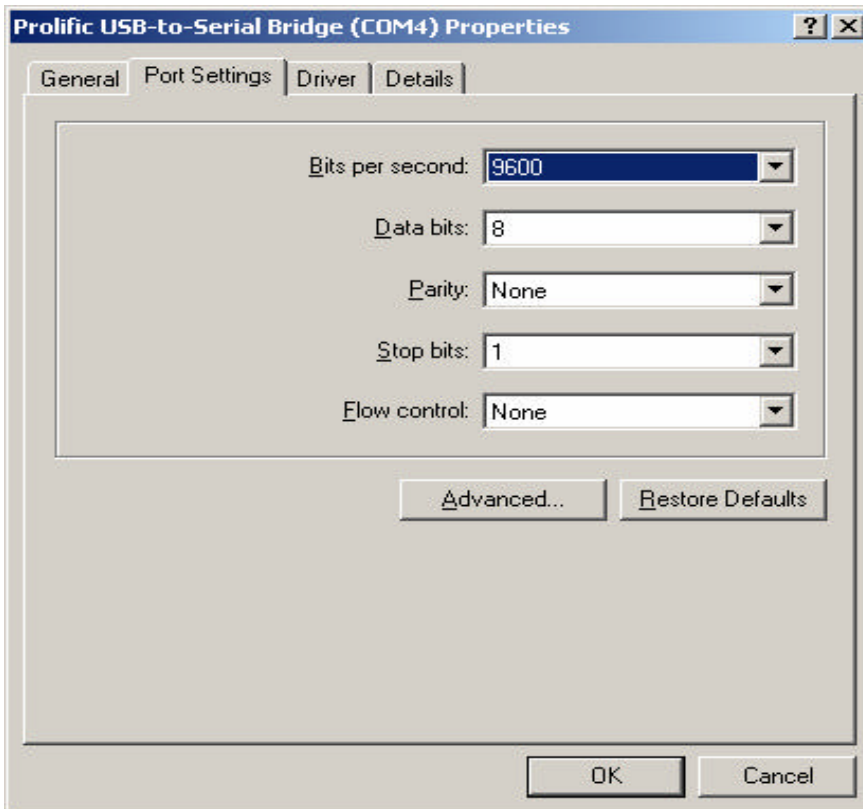 Prolific USB-to-Serial Bridge (COM4) Properties
General Port Settings Driver Details
Bits per second: 9600
Data bits: 8
Parity: None
Stop bits: 1
Flow control: None
Advanced... Restore Defaults
OK Cancel